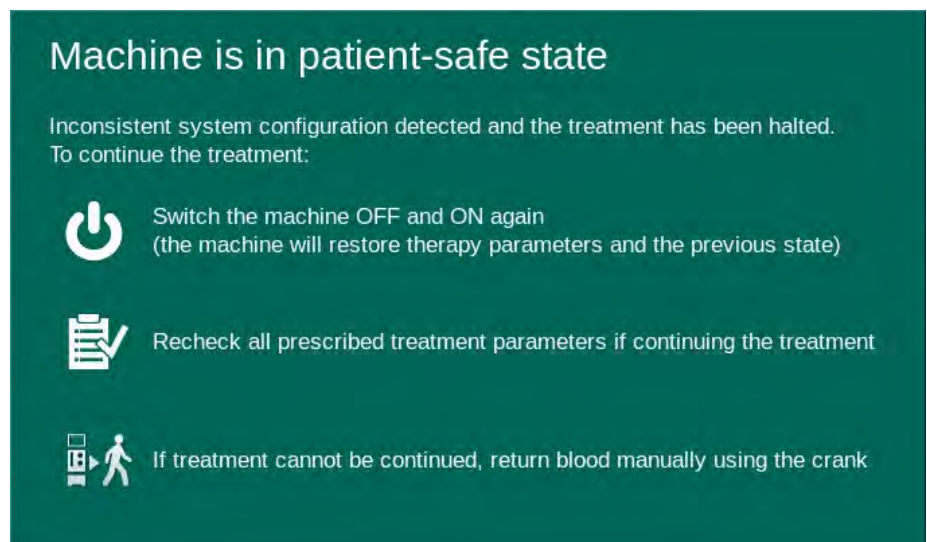 Machine is in patient-safe state
Inconsistent system configuration detected and the treatment has been halted.
To continue the treatment:
Switch the machine OFF and ON again
(the machine will restore therapy parameters and the previous state)
Recheck all prescribed treatment parameters if continuing the treatment
If treatment cannot be continued, return blood manually using the crank